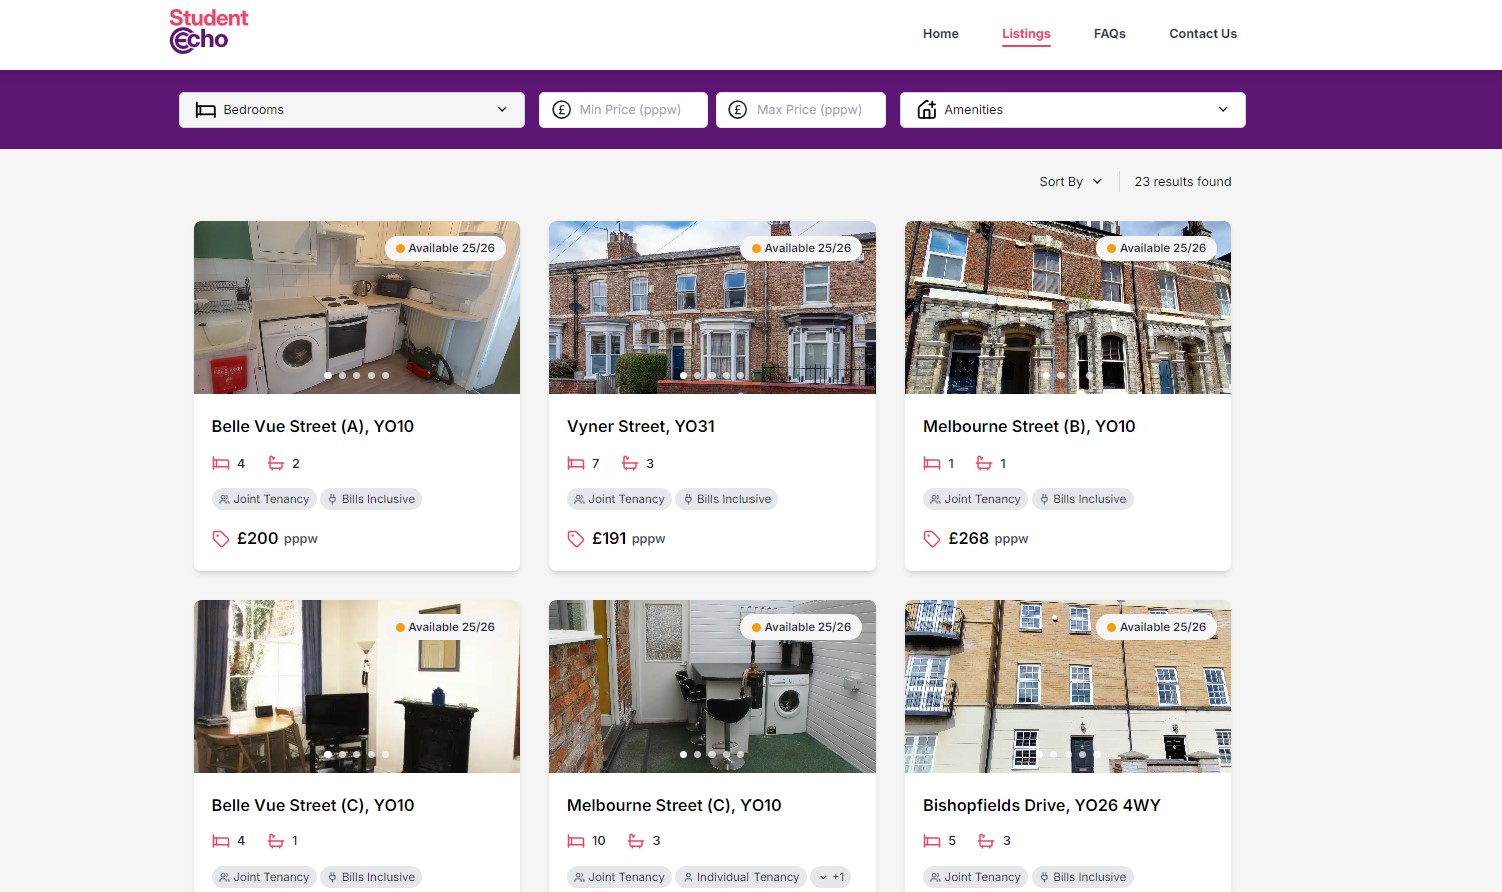 Student
Echo
Home
Listings
FAQs
Contact Us
Bedrooms
Min Price (pppw)
Max Price (pppw)
Amenities
Sort By
23 results found
Available 25/26
Available 25/26
Available 25/26
Belle Vue Street (A), YO10
4 2
Joint Tenancy Bills Inclusive
£200 pppw
Vyner Street, YO31
7 3
Joint Tenancy Bills Inclusive
£191 pppw
Melbourne Street (B), YO10
1 1
Joint Tenancy Bills Inclusive
£268 pppw
Available 25/26
Available 25/26
Available 25/26
Belle Vue Street (C), YO10
4 1
Joint Tenancy Bills Inclusive
Melbourne Street (C), YO10
10 3
Joint Tenancy Individual Tenancy +1
Bishopfields Drive, YO26 4WY
5 3
Joint Tenancy Bills Inclusive